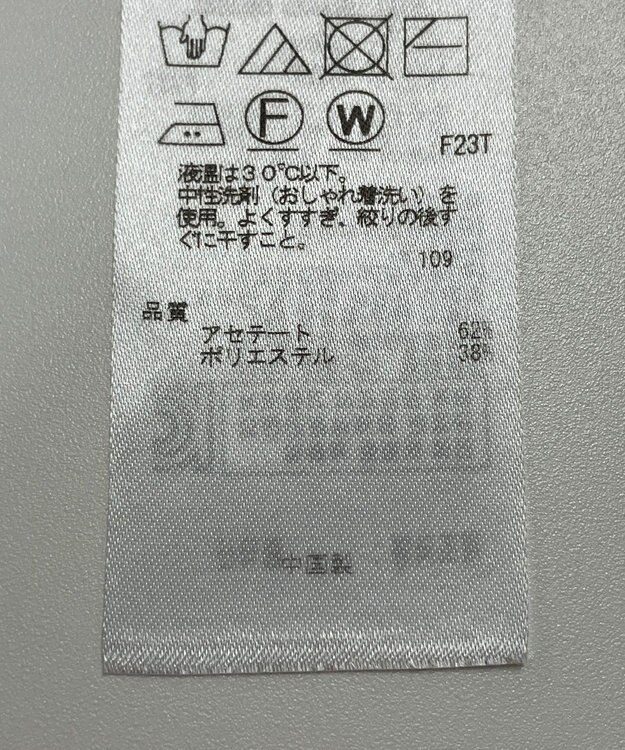 F
W
F23T
液温は30℃以下。
中性洗剤（おしゃれ着洗い）を
使用。よくすすぎ、絞りの後す
ぐに干すこと。
109
品質
アセテート 62%
ポリエステル 38%
中国製